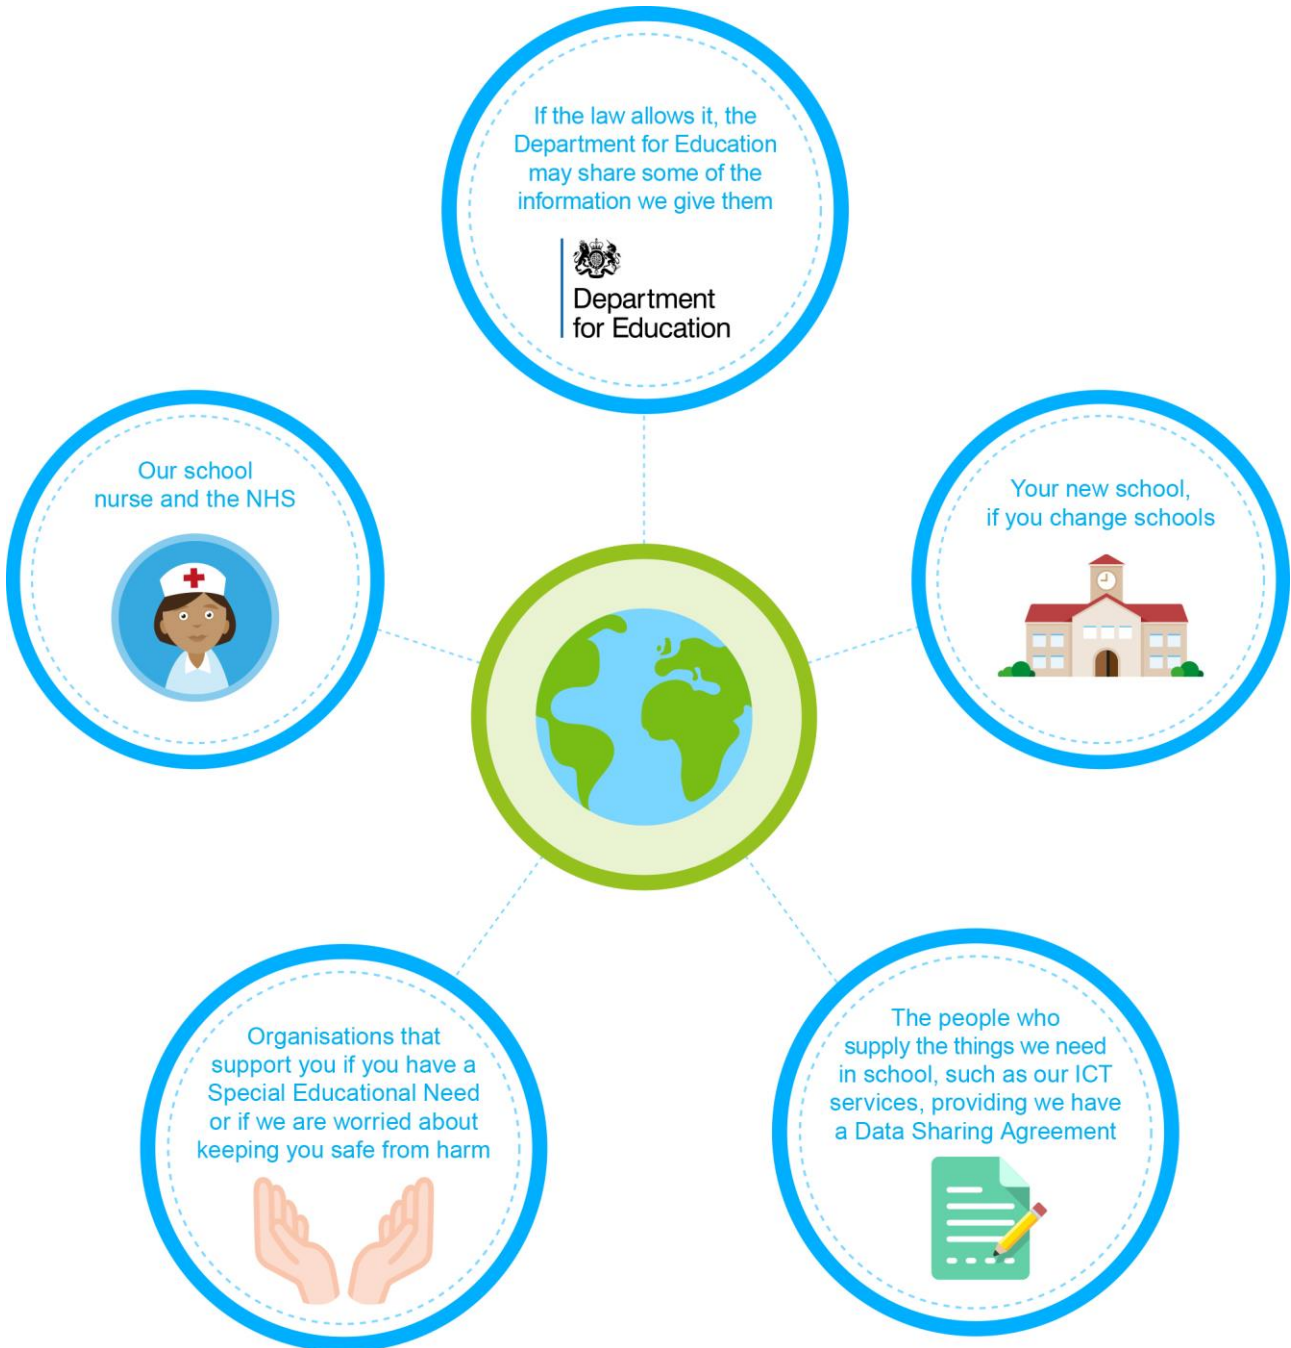 If the law allows it, the
Department for Education
may share some of the
information we give them
Department
for Education
Our school
nurse and the NHS
Your new school,
if you change schools
Organisations that
support you if you have a
Special Educational Need
or if we are worried about
keeping you safe from harm
The people who
supply the things we need
in school, such as our ICT
services, providing we have
a Data Sharing Agreement